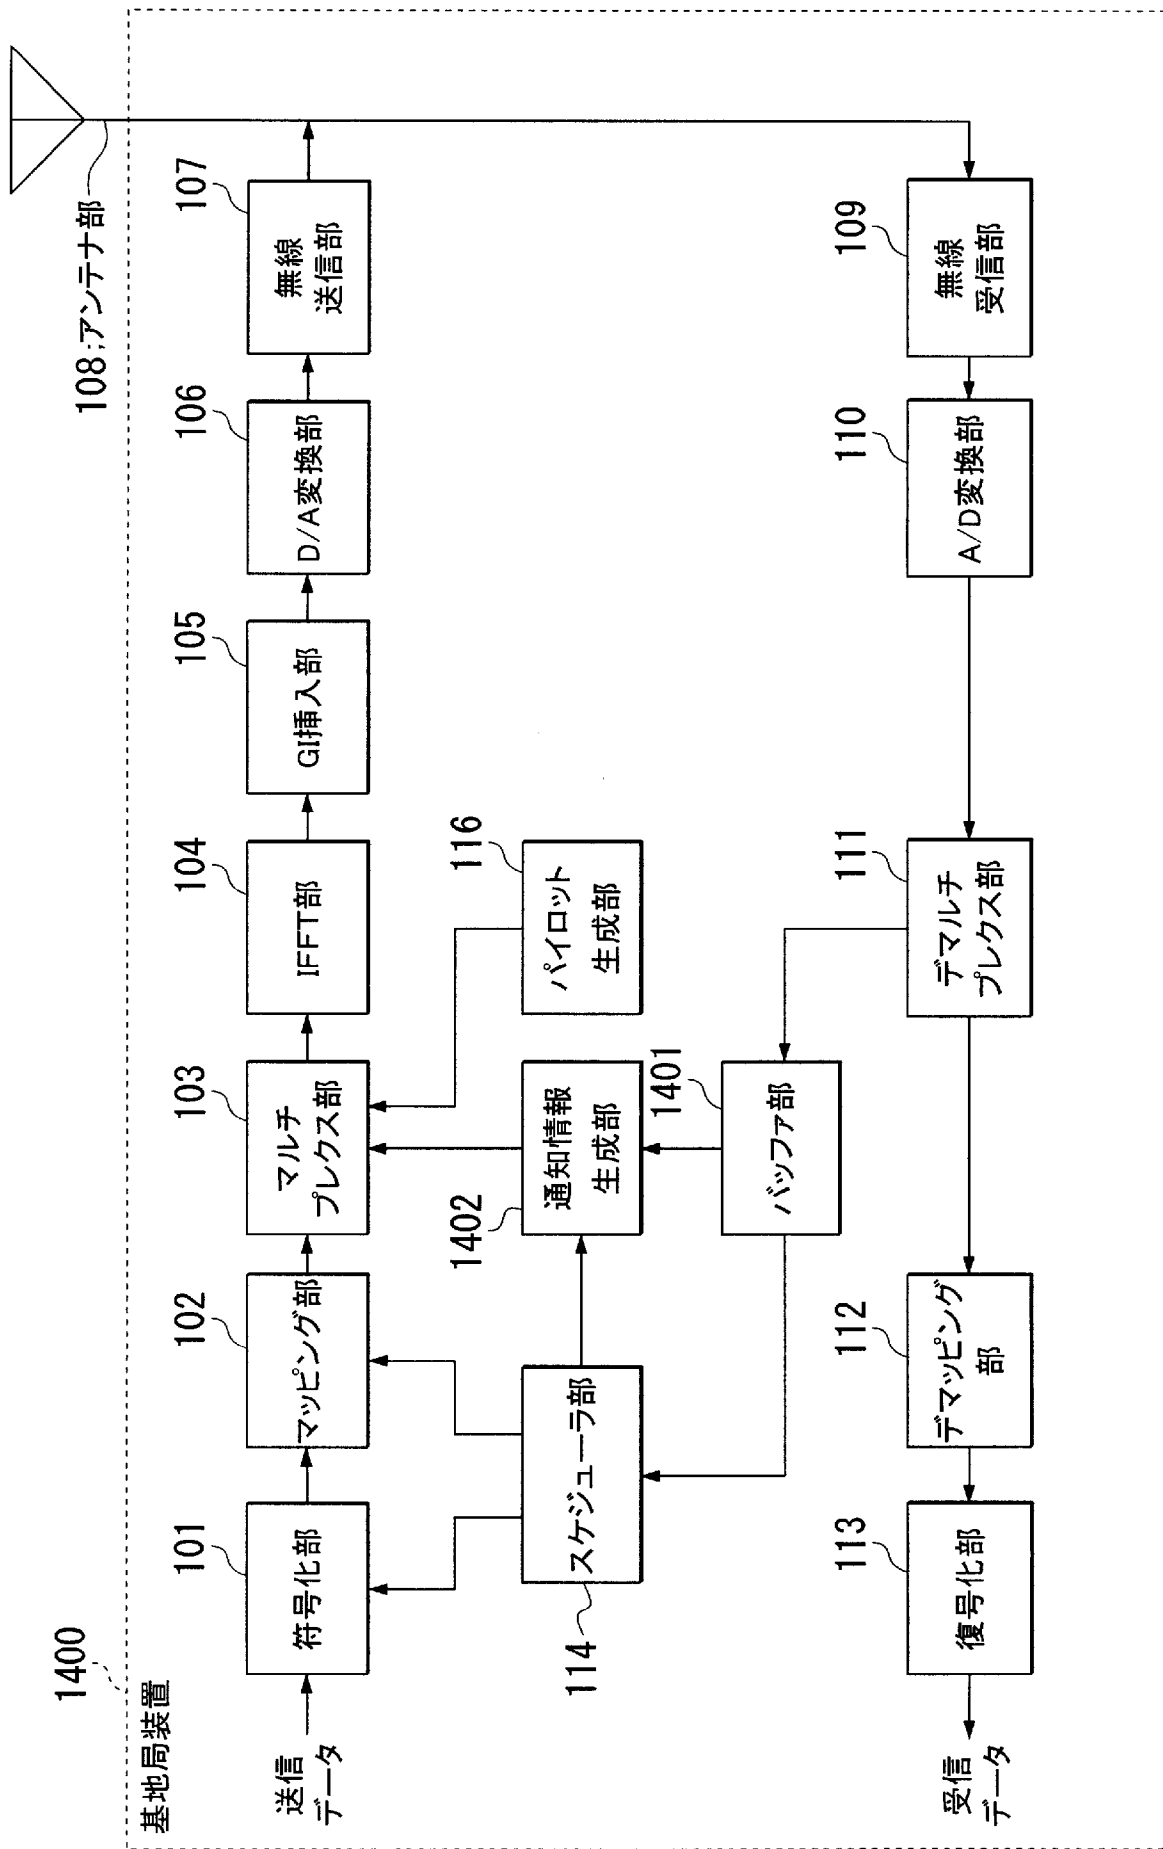 1400
基地局装置
108;アンテナ部
送信
データ
101
符号化部
102
マッピング部
103
マルチ
プレクス部
104
IFFT部
105
GI挿入部
106
D/A変換部
107
無線
送信部
114
スケジューラ部
1402
通知情報
生成部
116
パイロット
生成部
1401
バッファ部
受信
データ
113
復号化部
112
デマッピング
部
111
デマルチ
プレクス部
110
A/D変換部
109
無線
受信部